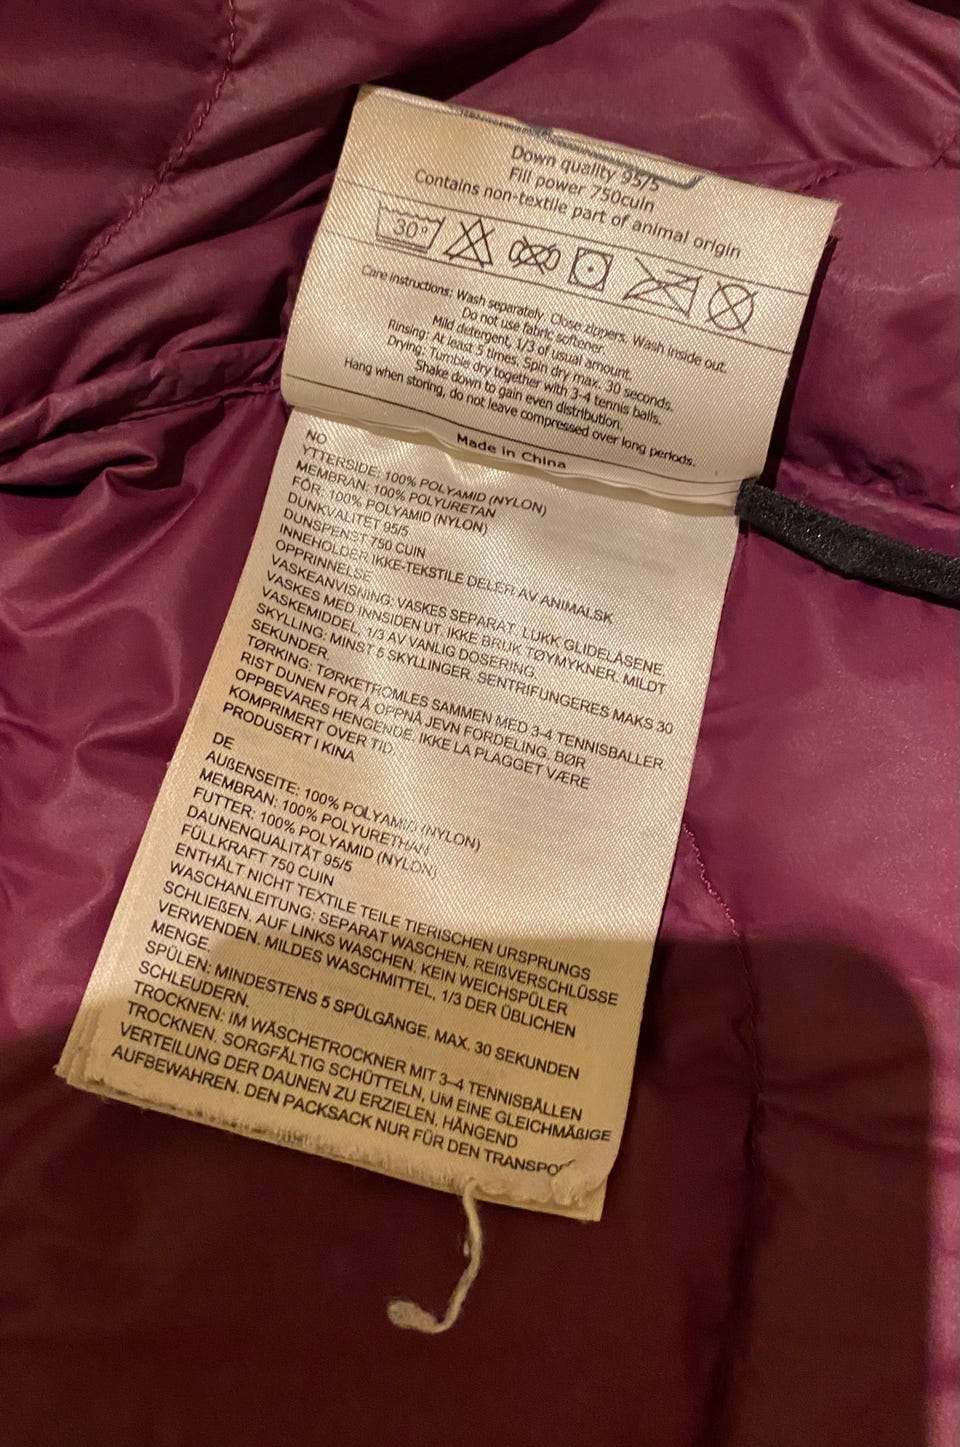 Down quality 95/5
Fill power 750cuin
Contains non-textile part of animal origin
30°
Care instructions: Wash separately. Close zippers. Wash inside out.
Do not use fabric softener.
Mild detergent, 1/3 of usual amount.
Rinsing: At least 5 times. Spin dry max. 30 seconds.
Drying: Tumble dry together with 3-4 tennis balls.
Shake down to gain even distribution.
Hang when storing, do not leave compressed over long periods.
Made in China
NO
YTTERSIDE: 100% POLYAMID (NYLON)
MEMBRAN: 100% POLYURETAN
FÔR: 100% POLYAMID (NYLON)
DUNKVALITET 95/5
DUNSPENST 750 CUIN
INNEHOLDER IKKE-TEKSTILE DELER AV ANIMALSK
OPPRINNELSE
VASKEANVISNING: VASKES SEPARAT. LUKK GLIDELÅSENE.
VASKES MED INNSIDEN UT. IKKE BRUK TØYMYKNER. MILDT
VASKEMIDDEL, 1/3 AV VANLIG DOSERING.
SKYLLING: MINST 5 SKYLLINGER. SENTRIFUNGERES MAKS 30
SEKUNDER.
TØRKING: TØRKETROMLES SAMMEN MED 3-4 TENNISBALLER.
RIST DUNEN FOR Å OPPNÅ JEVN FORDELING. BØR
OPPBEVARES HENGENDE. IKKE LA PLAGGET VÆRE
KOMPRIMERT OVER TID.
PRODUSERT I KINA
DE
AUßENSEITE: 100% POLYAMID (NYLON)
MEMBRAN: 100% POLYURETHAN
FUTTER: 100% POLYAMID (NYLON)
DAUNENQUALITÄT 95/5
FÜLLKRAFT 750 CUIN
ENTHÄLT NICHT TEXTILE TEILE TIERISCHEN URSPRUNGS
WASCHANLEITUNG: SEPARAT WASCHEN. REIßVERSCHLÜSSE
SCHLIEßEN. AUF LINKS WASCHEN. KEIN WEICHSPÜLER
VERWENDEN. MILDES WASCHMITTEL, 1/3 DER ÜBLICHEN
MENGE.
SPÜLEN: MINDESTENS 5 SPÜLGÄNGE. MAX. 30 SEKUNDEN
SCHLEUDERN.
TROCKNEN: IM WÄSCHETROCKNER MIT 3-4 TENNISBÄLLEN
TROCKNEN. SORGFÄLTIG SCHÜTTELN, UM EINE GLEICHMÄßIGE
VERTEILUNG DER DAUNEN ZU ERZIELEN. HÄNGEND
AUFBEWAHREN. DEN PACKSACK NUR FÜR DEN TRANSPO